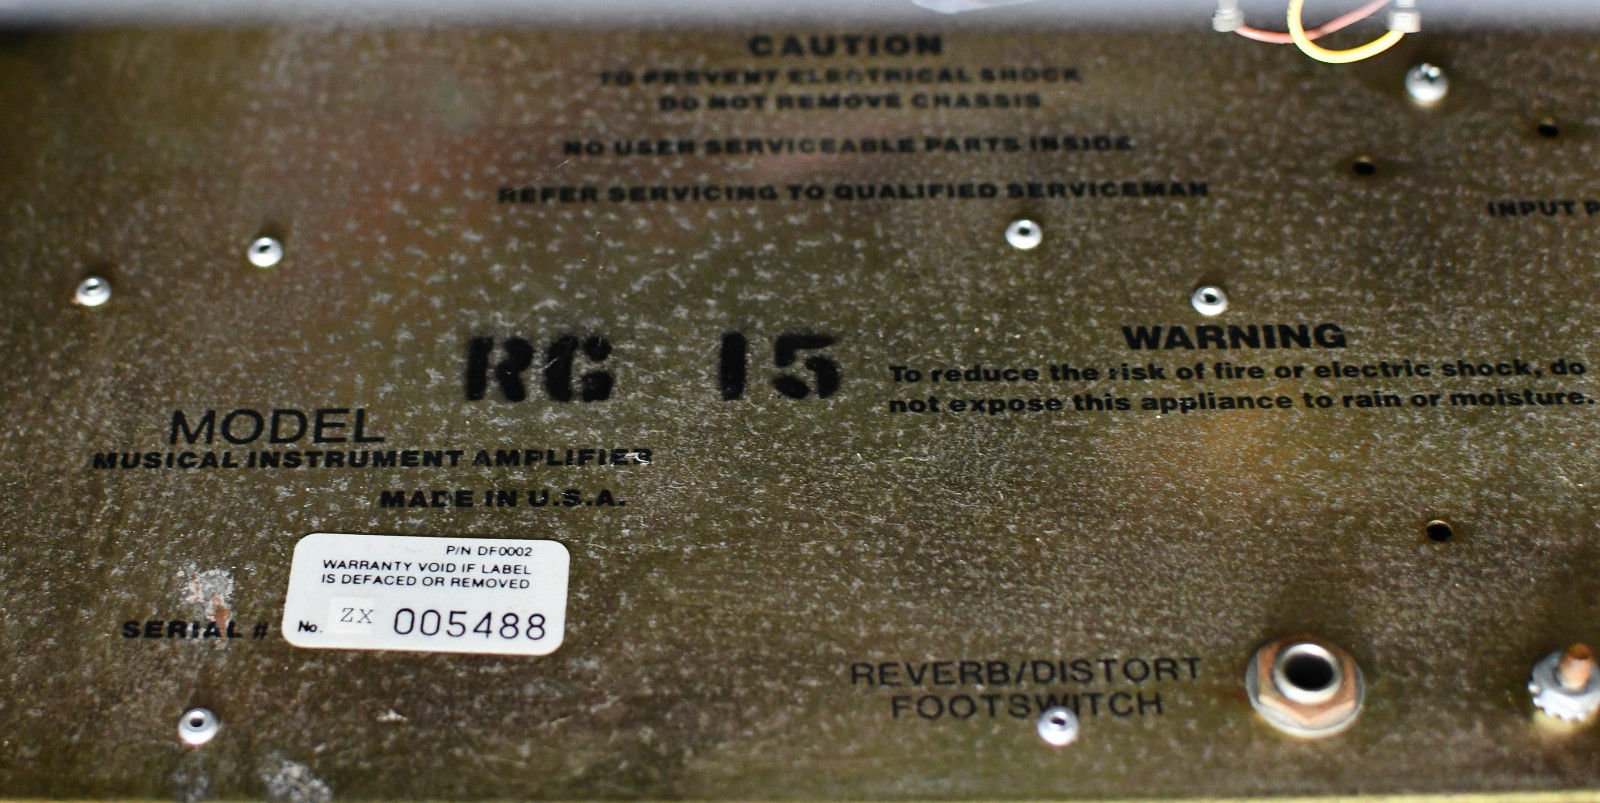 CAUTION
TO PREVENT ELECTRICAL SHOCK
DO NOT REMOVE CHASSIS
NO USER SERVICEABLE PARTS INSIDE
REFER SERVICING TO QUALIFIED SERVICEMAN
INPUT P
RG 15
WARNING
To reduce the risk of fire or electric shock, do
not expose this appliance to rain or moisture.
MODEL
MUSICAL INSTRUMENT AMPLIFIER
MADE IN U.S.A.
P/N DF0002
WARRANTY VOID IF LABEL
IS DEFACED OR REMOVED
SERIAL # No. ZX 005488
REVERB/DISTORT
FOOTSWITCH